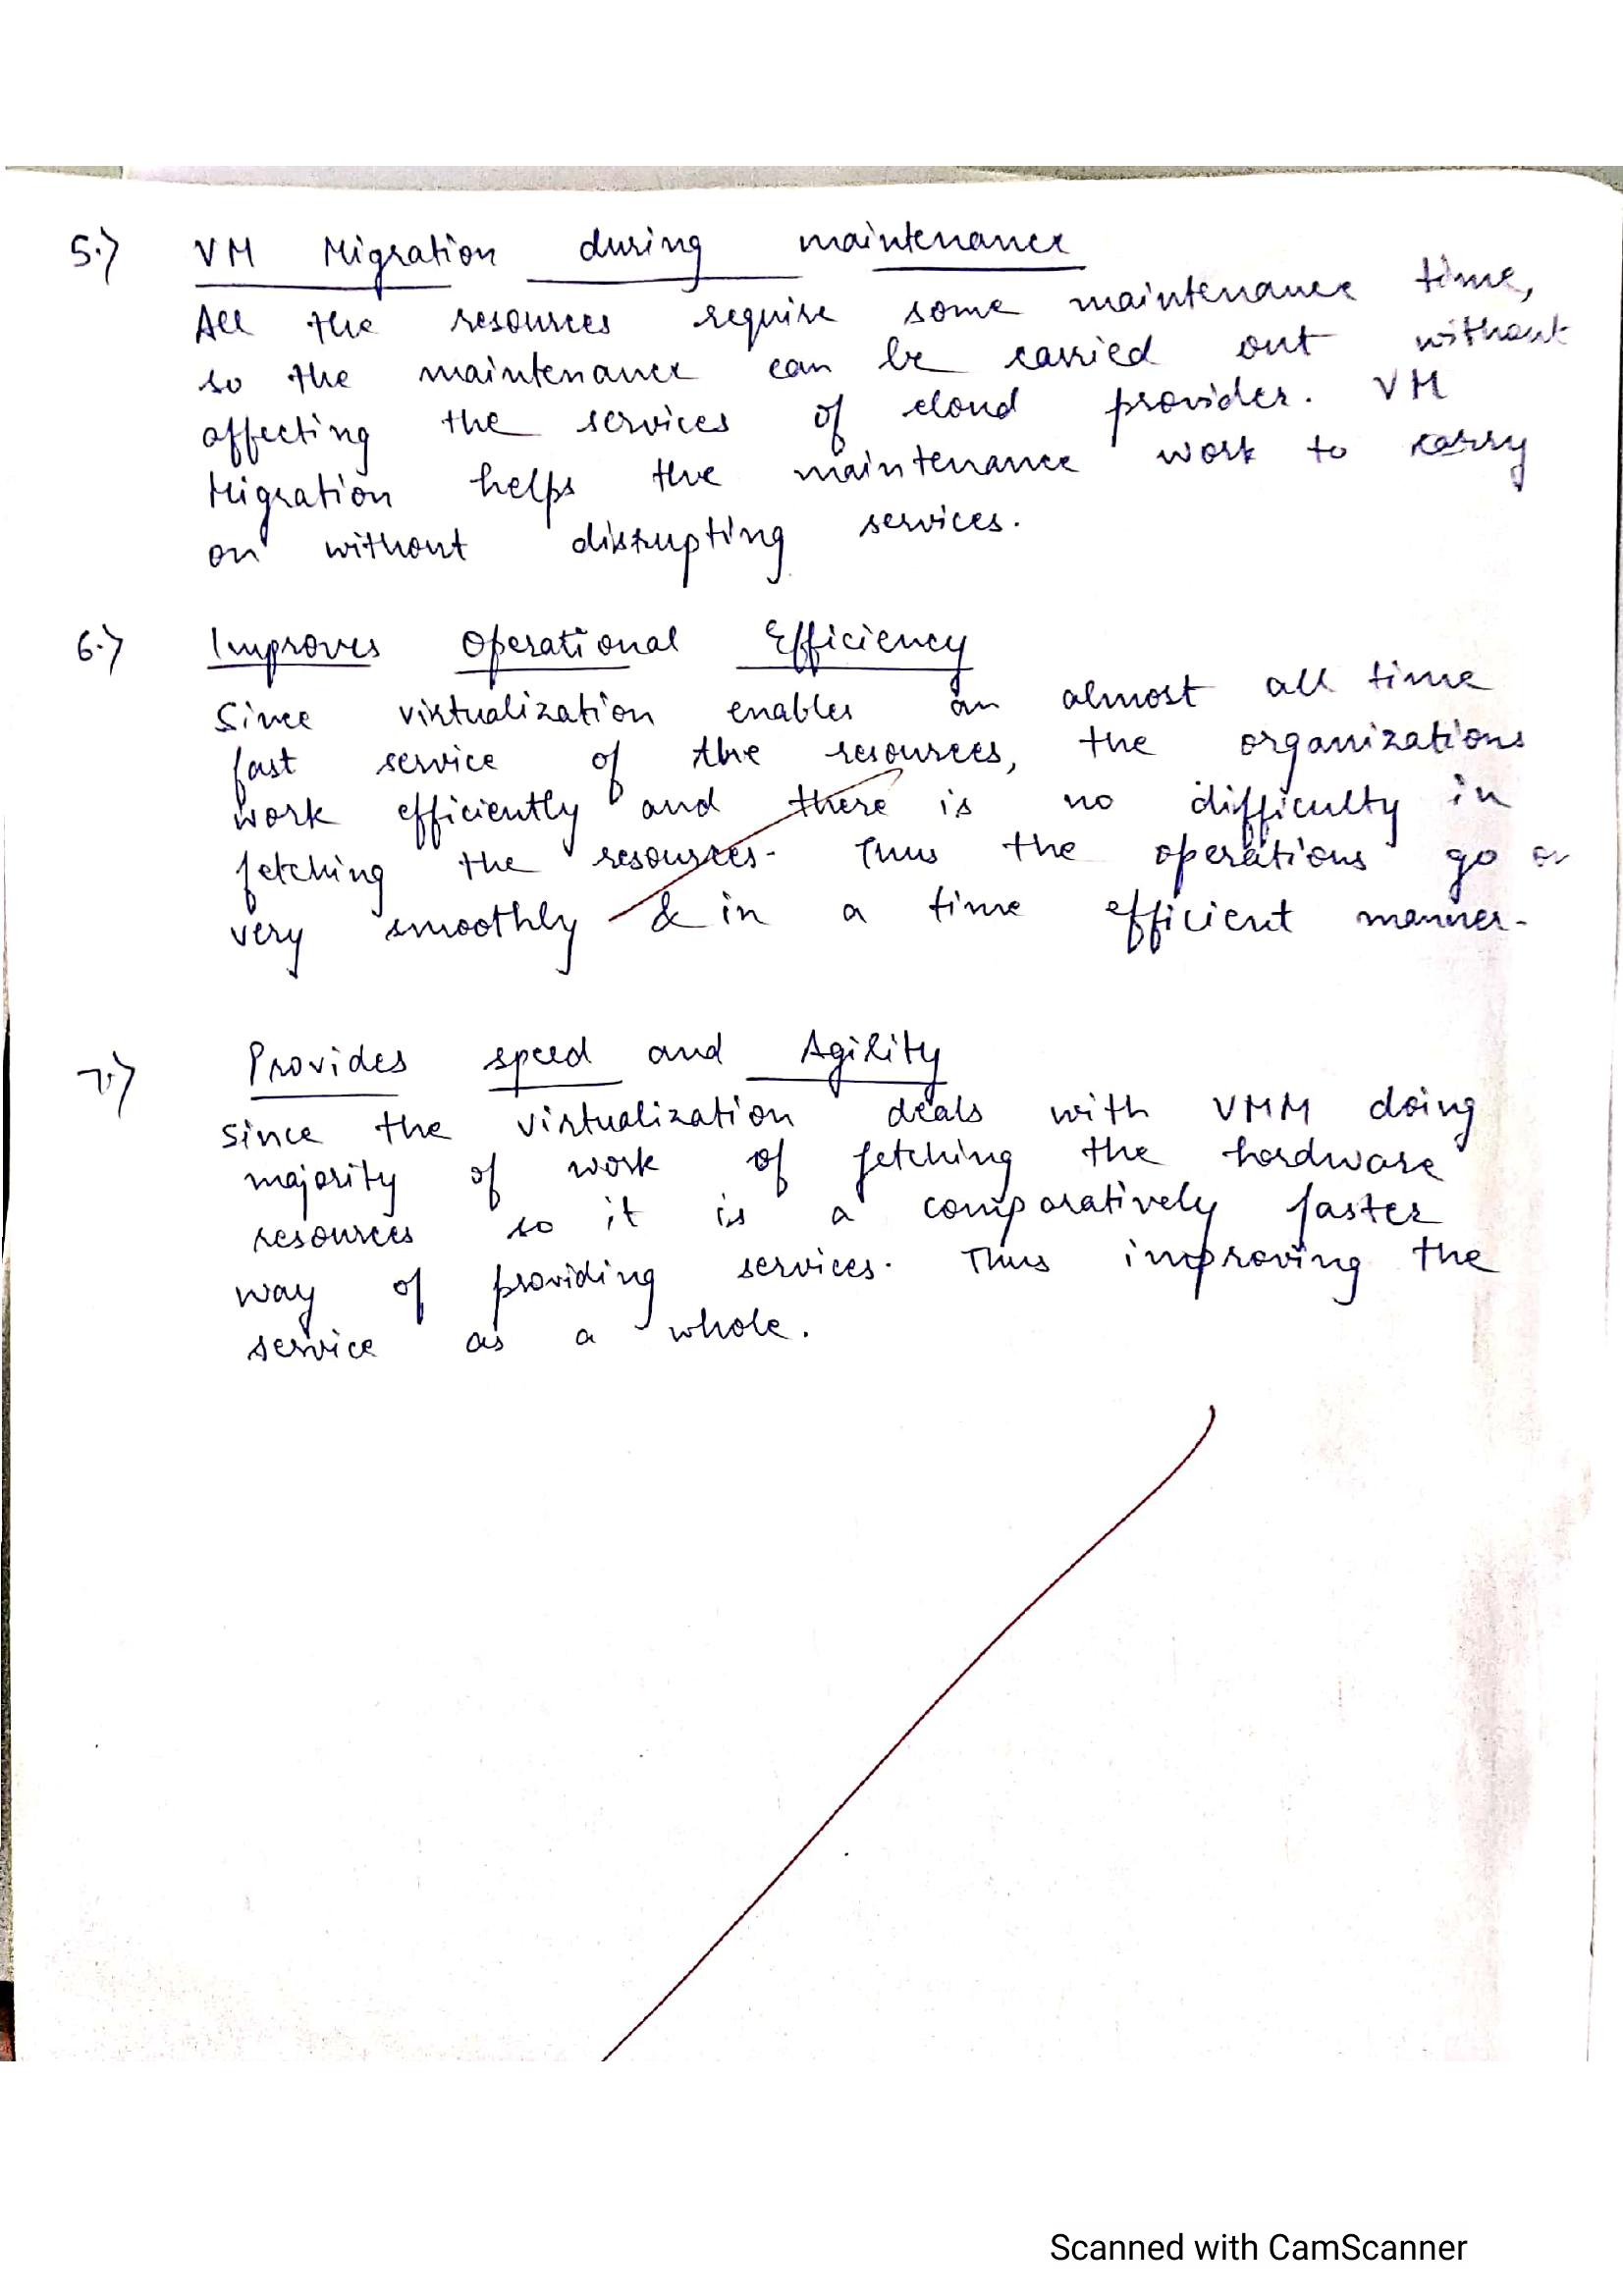 5.) VM Migration during maintenance
All the resources require some maintenance time,
so the maintenance can be carried out without
affecting the services of cloud provider. VM
Migration helps the maintenance work to carry
on without disrupting services.
6.) Improves Operational Efficiency
Since virtualization enables an almost all time
fast service of the resources, the organizations
work efficiently and there is no difficulty in
fetching the resources. Thus the operations go on
very smoothly & in a time efficient manner.
7.) Provides speed and Agility
Since the virtualization deals with VMM doing
majority of work of fetching the hardware
resources so it is a comparatively faster
way of providing services. Thus improving the
service as a whole.
Scanned with CamScanner